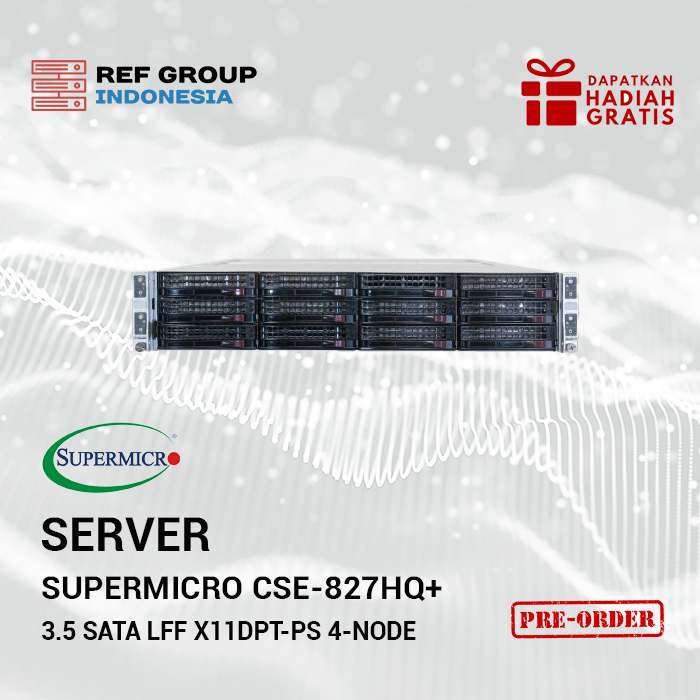 REF GROUP
INDONESIA
DAPATKAN
HADIAH
GRATIS
SUPERMICRO
SERVER
SUPERMICRO CSE-827HQ+
3.5 SATA LFF X11DPT-PS 4-NODE
PRE-ORDER